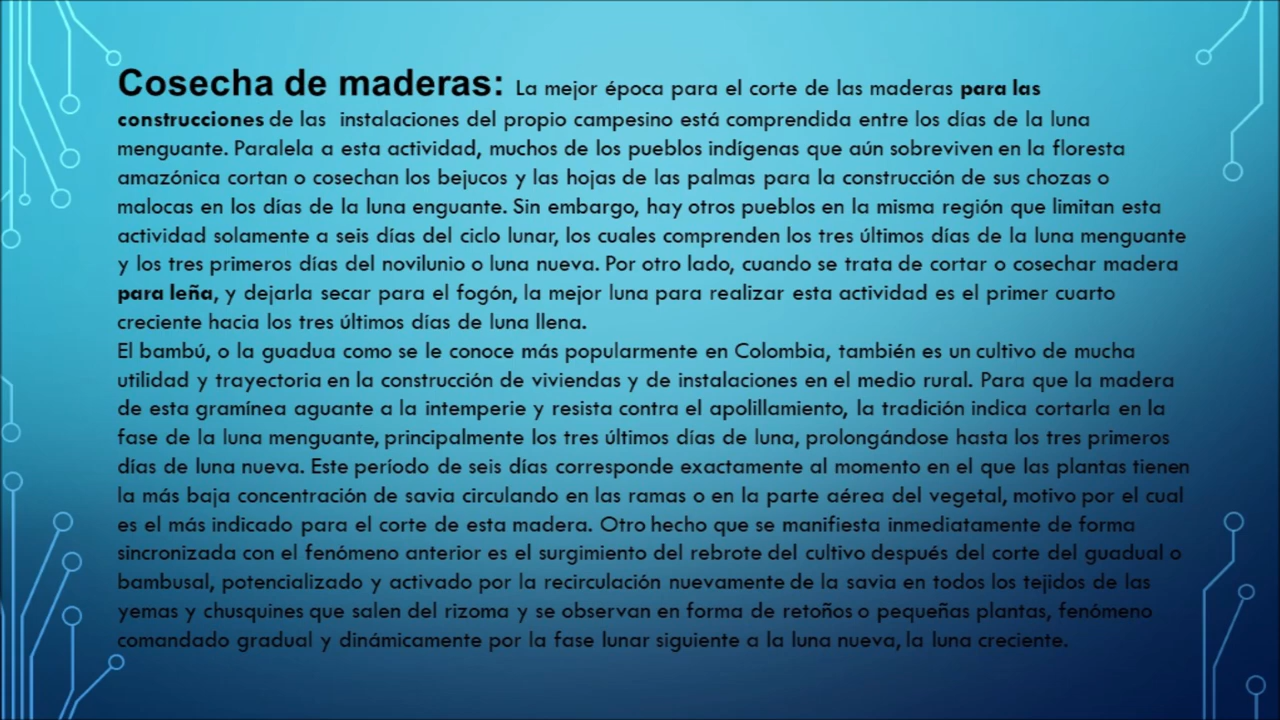 Cosecha de maderas: La mejor época para el corte de las maderas para las
construcciones de las instalaciones del propio campesino está comprendida entre los días de la luna
menguante. Paralela a esta actividad, muchos de los pueblos indígenas que aún sobreviven en la floresta
amazónica cortan o cosechan los bejucos y las hojas de las palmas para la construcción de sus chozas o
malocas en los días de la luna enguante. Sin embargo, hay otros pueblos en la misma región que limitan esta
actividad solamente a seis días del ciclo lunar, los cuales comprenden los tres últimos días de la luna menguante
y los tres primeros días del novilunio o luna nueva. Por otro lado, cuando se trata de cortar o cosechar madera
para leña, y dejarla secar para el fogón, la mejor luna para realizar esta actividad es el primer cuarto
creciente hacia los tres últimos días de luna llena.
El bambú, o la guadua como se le conoce más popularmente en Colombia, también es un cultivo de mucha
utilidad y trayectoria en la construcción de viviendas y de instalaciones en el medio rural. Para que la madera
de esta gramínea aguante a la intemperie y resista contra el apolillamiento, la tradición indica cortarla en la
fase de la luna menguante, principalmente los tres últimos días de luna, prolongándose hasta los tres primeros
días de luna nueva. Este período de seis días corresponde exactamente al momento en el que las plantas tienen
la más baja concentración de savia circulando en las ramas o en la parte aérea del vegetal, motivo por el cual
es el más indicado para el corte de esta madera. Otro hecho que se manifiesta inmediatamente de forma
sincronizada con el fenómeno anterior es el surgimiento del rebrote del cultivo después del corte del guadual o
bambusal, potencializado y activado por la recirculación nuevamente de la savia en todos los tejidos de las
yemas y chusquines que salen del rizoma y se observan en forma de retoños o pequeñas plantas, fenómeno
comandado gradual y dinámicamente por la fase lunar siguiente a la luna nueva, la luna creciente.